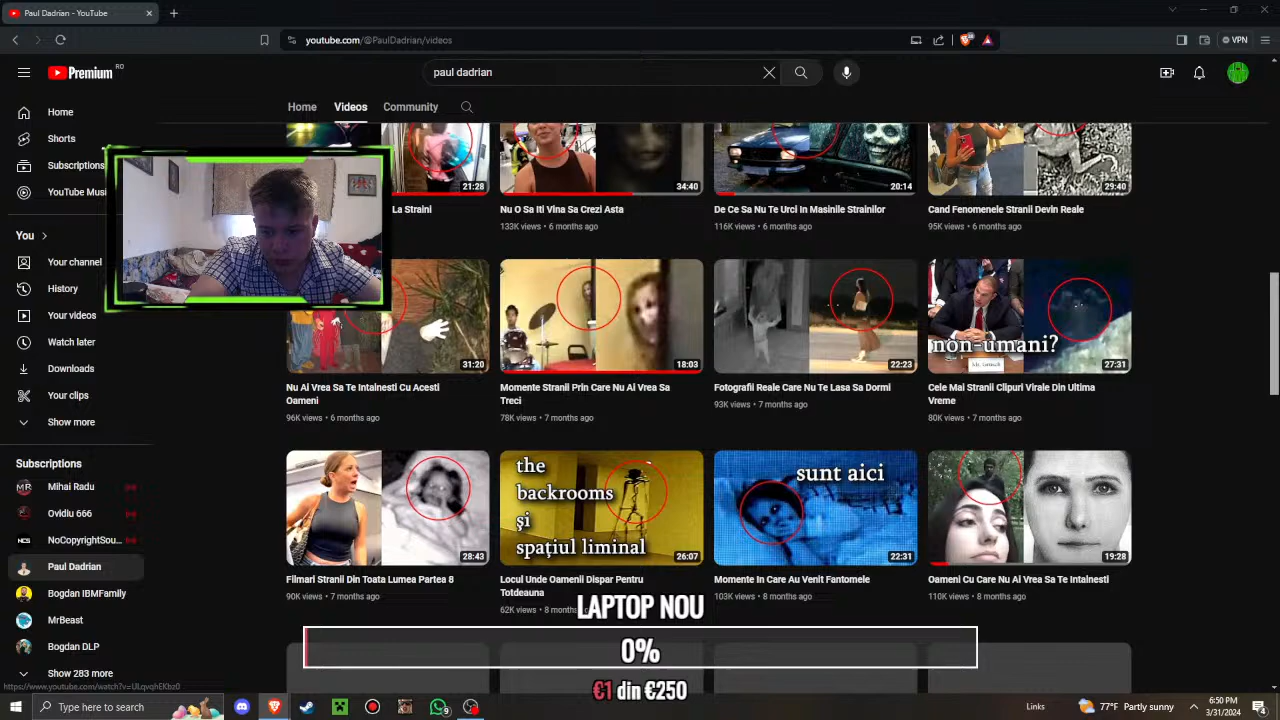 Paul Dadrian - YouTube
youtube.com/@PaulDadrian/videos
VPN
Premium
RO
paul dadrian
Home
Videos
Community
Home
Shorts
Subscriptions
YouTube Musi
You
Your channel
History
Your videos
Watch later
Downloads
Your clips
Show more
Subscriptions
Mihai Radu
Ovidiu 666
NoCopyrightSou...
Paul Dadrian
Bogdan IBMFamily
MrBeast
Bogdan DLP
Show 283 more
21:28
34:40
20:14
29:40
La Straini
Nu O Sa Iti Vina Sa Crezi Asta
133K views • 6 months ago
De Ce Sa Nu Te Urci In Masinile Strainilor
116K views • 6 months ago
Cand Fenomenele Stranii Devin Reale
95K views • 6 months ago
31:20
18:03
22:23
non-umani?
27:31
Nu Ai Vrea Sa Te Intalnesti Cu Acesti
Oameni
96K views • 6 months ago
Momente Stranii Prin Care Nu Ai Vrea Sa
Treci
78K views • 7 months ago
Fotografii Reale Care Nu Te Lasa Sa Dormi
93K views • 7 months ago
Cele Mai Stranii Clipuri Virale Din Ultima
Vreme
80K views • 7 months ago
28:43
the
backrooms
și
spațiul liminal
26:07
sunt aici
22:31
19:28
Filmari Stranii Din Toata Lumea Partea 8
90K views • 7 months ago
Locul Unde Oamenii Dispar Pentru
Totdeauna
62K views • 8 months
Momente In Care Au Venit Fantomele
103K views • 8 months ago
Oameni Cu Care Nu Ai Vrea Sa Te Intalnesti
110K views • 8 months ago
LAPTOP NOU
0%
€1 din €250
https://www.youtube.com/watch?v=ULqvqhEKbz0
Type here to search
9
Links
77°F Partly sunny
6:50 PM
3/31/2024
4